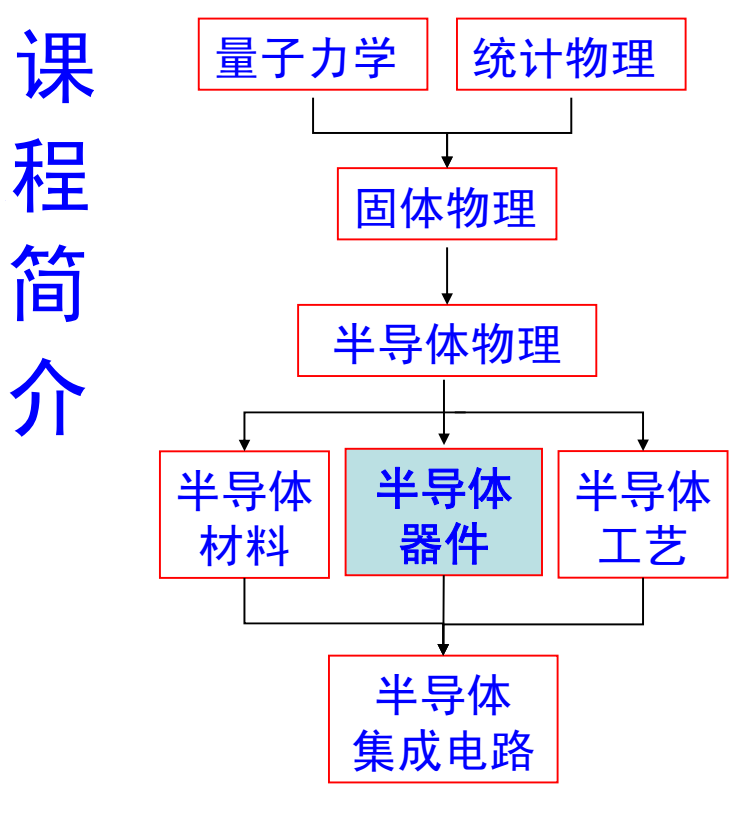 课
程
简
介
量子力学
统计物理
固体物理
半导体物理
半导体
材料
半导体
器件
半导体
工艺
半导体
集成电路